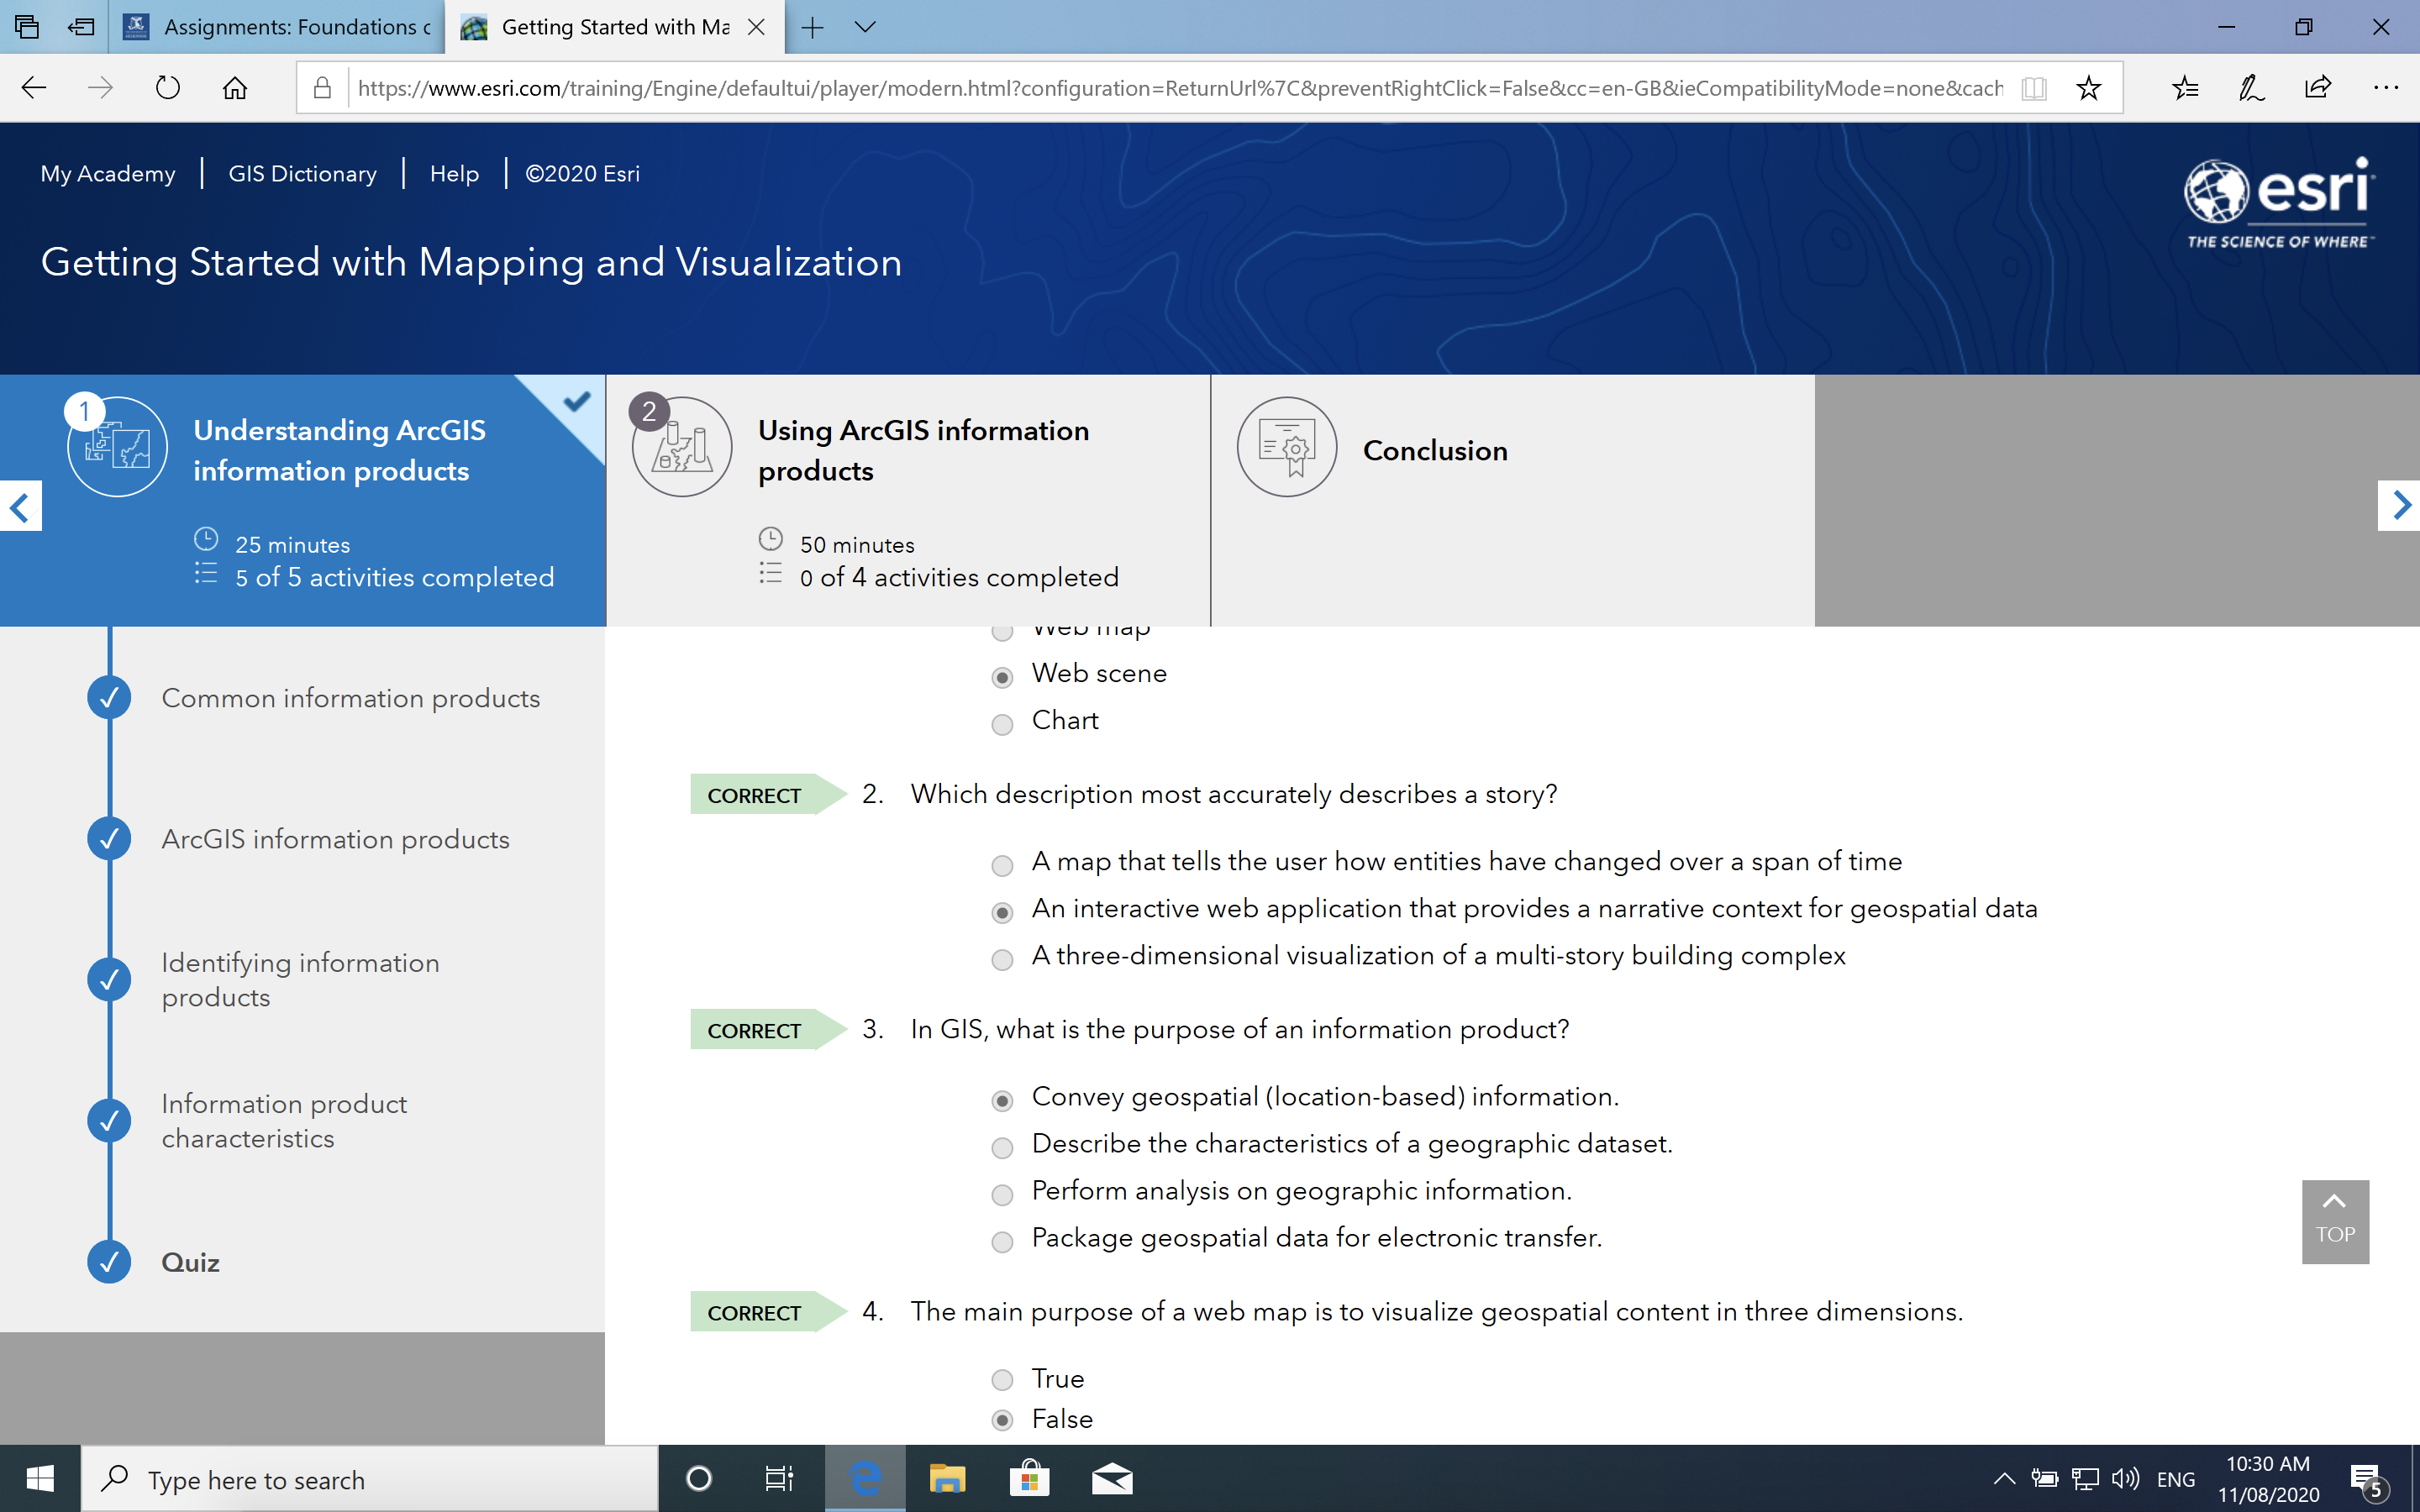 Assignments: Foundations c
Getting Started with Ma
https://www.esri.com/training/Engine/defaultui/player/modern.html?configuration=ReturnUrl%7C&preventRightClick=False&cc=en-GB&ieCompatibilityMode=none&cach
My Academy | GIS Dictionary | Help | ©2020 Esri
esri
THE SCIENCE OF WHERE™
Getting Started with Mapping and Visualization
1
Understanding ArcGIS
information products
25 minutes
5 of 5 activities completed
2
Using ArcGIS information
products
50 minutes
0 of 4 activities completed
Conclusion
Common information products
ArcGIS information products
Identifying information
products
Information product
characteristics
Quiz
Web map
Web scene
Chart
CORRECT 2. Which description most accurately describes a story?
A map that tells the user how entities have changed over a span of time
An interactive web application that provides a narrative context for geospatial data
A three-dimensional visualization of a multi-story building complex
CORRECT 3. In GIS, what is the purpose of an information product?
Convey geospatial (location-based) information.
Describe the characteristics of a geographic dataset.
Perform analysis on geographic information.
Package geospatial data for electronic transfer.
CORRECT 4. The main purpose of a web map is to visualize geospatial content in three dimensions.
True
False
TOP
Type here to search
ENG
10:30 AM
11/08/2020
5